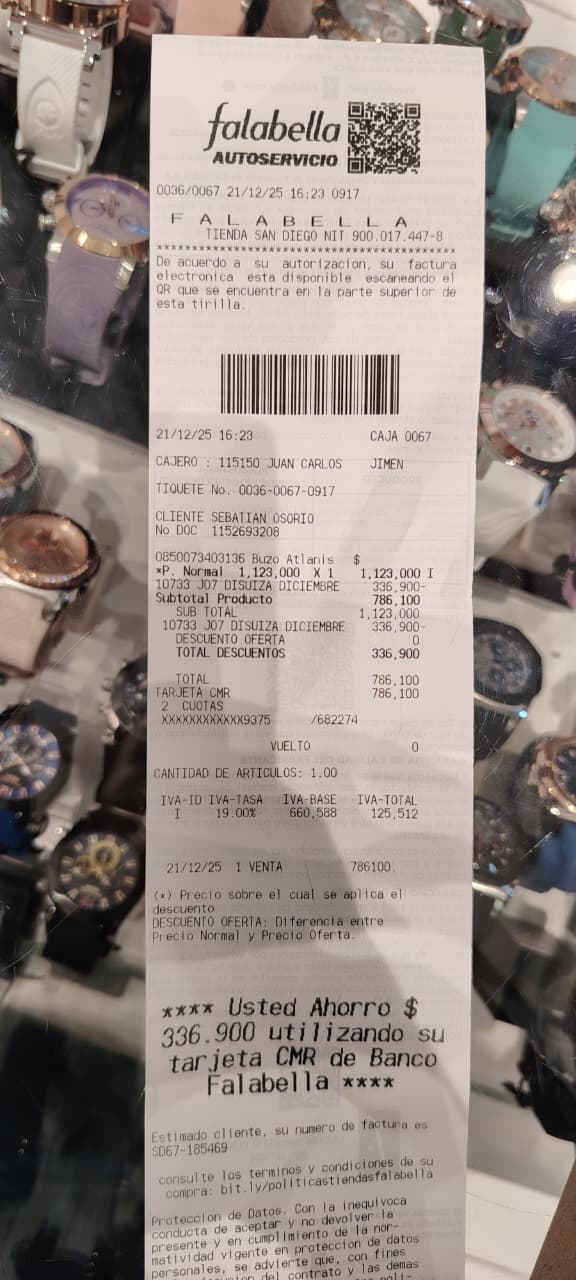 falabella
AUTOSERVICIO
0036/0067 21/12/25 16:23 0917
F A L A B E L L A
TIENDA SAN DIEGO NIT 900.017.447-8
****************************************
De acuerdo a su autorizacion, su factura
electronica esta disponible escaneando el
QR que se encuentra en la parte superior de
esta tirilla.
21/12/25 16:23 CAJA 0067
CAJERO : 115150 JUAN CARLOS JIMEN
TIQUETE No. 0036-0067-0917
CLIENTE SEBATIAN OSORIO
No DOC 1152693208
0850073403136 Buzo Atlanis $
*P. Normal 1,123,000 X 1 1,123,000 I
10733 J07 DISUIZA DICIEMBRE 336,900-
Subtotal Producto 786,100
SUB TOTAL 1,123,000
10733 J07 DISUIZA DICIEMBRE 336,900-
DESCUENTO OFERTA 0
TOTAL DESCUENTOS 336,900
TOTAL 786,100
TARJETA CMR 786,100
2 CUOTAS
XXXXXXXXXXXX9375 /682274
VUELTO 0
CANTIDAD DE ARTICULOS: 1.00
IVA-ID IVA-TASA IVA-BASE IVA-TOTAL
I 19.00% 660,588 125,512
21/12/25 1 VENTA 786100.
(*) Precio sobre el cual se aplica el
descuento
DESCUENTO OFERTA: Diferencia entre
Precio Normal y Precio Oferta.
**** Usted Ahorro $
336.900 utilizando su
tarjeta CMR de Banco
Falabella ****
Estimado cliente, su numero de factura es
SD67-185469
consulte los terminos y condiciones de su
compra: bit.ly/politicastiendasfalabella
Proteccion de Datos. Con la inequivoca
conducta de aceptar y no devolver la
presente y en cumplimiento de la nor-
matividad vigente en proteccion de datos
personales, se advierte que, con fines
del contrato y las demas